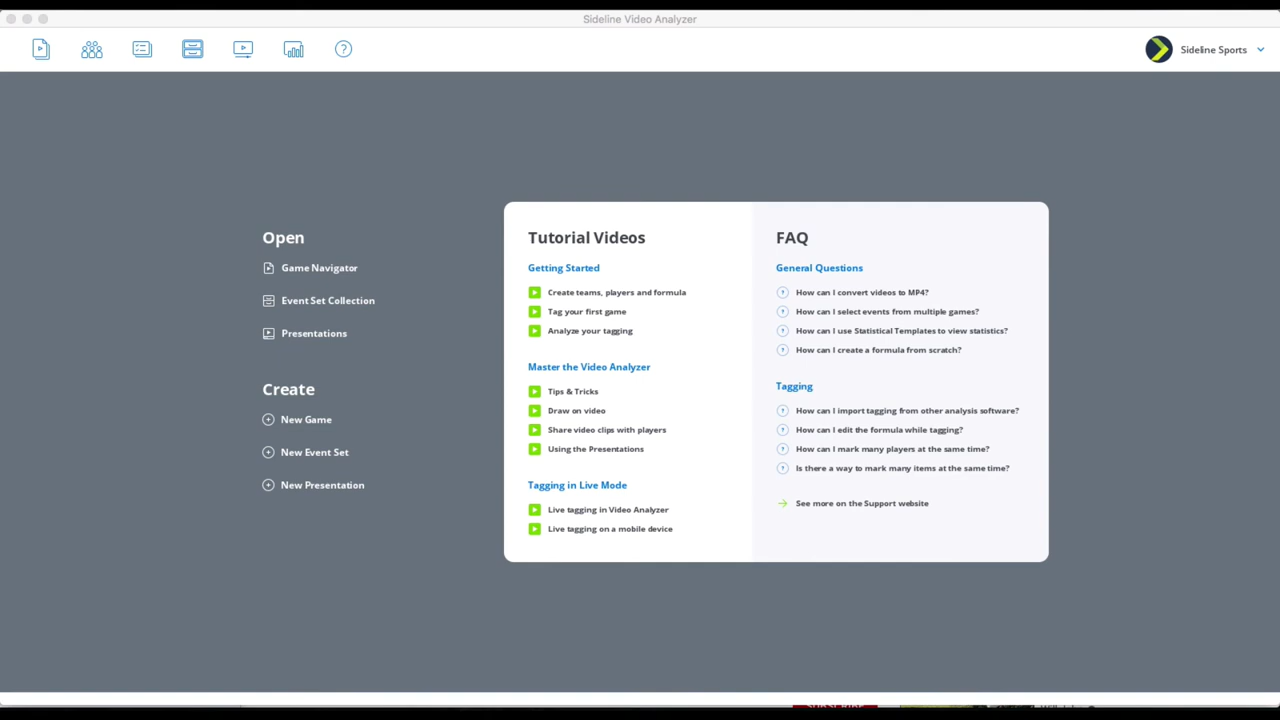 Sideline Video Analyzer
Sideline Sports
Open
Game Navigator
Event Set Collection
Presentations
Create
New Game
New Event Set
New Presentation
Tutorial Videos
Getting Started
Create teams, players and formula
Tag your first game
Analyze your tagging
Master the Video Analyzer
Tips & Tricks
Draw on video
Share video clips with players
Using the Presentations
Tagging in Live Mode
Live tagging in Video Analyzer
Live tagging on a mobile device
FAQ
General Questions
How can I convert videos to MP4?
How can I select events from multiple games?
How can I use Statistical Templates to view statistics?
How can I create a formula from scratch?
Tagging
How can I import tagging from other analysis software?
How can I edit the formula while tagging?
How can I mark many players at the same time?
Is there a way to mark many items at the same time?
See more on the Support website